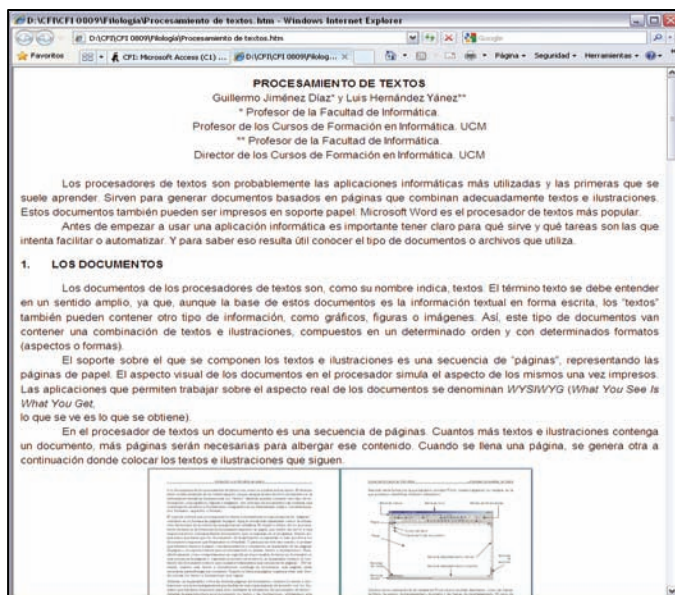 D:\CFI\CFI 0809\Filología\Procesamiento de textos.htm - Windows Internet Explorer
D:\CFI\CFI 0809\Filología\Procesamiento de textos.htm
Google
Favoritos
CFI: Microsoft Access (C1) ...
D:\CFI\CFI 0809\Filolog...
Página
Seguridad
Herramientas
PROCESAMIENTO DE TEXTOS
Guillermo Jiménez Díaz* y Luis Hernández Yánez**
* Profesor de la Facultad de Informática.
Profesor de los Cursos de Formación en Informática. UCM
** Profesor de la Facultad de Informática.
Director de los Cursos de Formación en Informática. UCM
Los procesadores de textos son probablemente las aplicaciones informáticas más utilizadas y las primeras que se
suele aprender. Sirven para generar documentos basados en páginas que combinan adecuadamente textos e ilustraciones.
Estos documentos también pueden ser impresos en soporte papel. Microsoft Word es el procesador de textos más popular.
Antes de empezar a usar una aplicación informática es importante tener claro para qué sirve y qué tareas son las que
intenta facilitar o automatizar. Y para saber eso resulta útil conocer el tipo de documentos o archivos que utiliza.
1. LOS DOCUMENTOS
Los documentos de los procesadores de textos son, como su nombre indica, textos. El término texto se debe entender
en un sentido amplio, ya que, aunque la base de estos documentos es la información textual en forma escrita, los "textos"
también pueden contener otro tipo de información, como gráficos, figuras o imágenes. Así, este tipo de documentos van
contener una combinación de textos e ilustraciones, compuestos en un determinado orden y con determinados formatos
(aspectos o formas).
El soporte sobre el que se componen los textos e ilustraciones es una secuencia de "páginas", representando las
páginas de papel. El aspecto visual de los documentos en el procesador simula el aspecto de los mismos una vez impresos.
Las aplicaciones que permiten trabajar sobre el aspecto real de los documentos se denominan WYSIWYG (What You See Is
What You Get,
lo que se ve es lo que se obtiene).
En el procesador de textos un documento es una secuencia de páginas. Cuantos más textos e ilustraciones contenga
un documento, más páginas serán necesarias para albergar ese contenido. Cuando se llena una página, se genera otra a
continuación donde colocar los textos e ilustraciones que siguen.